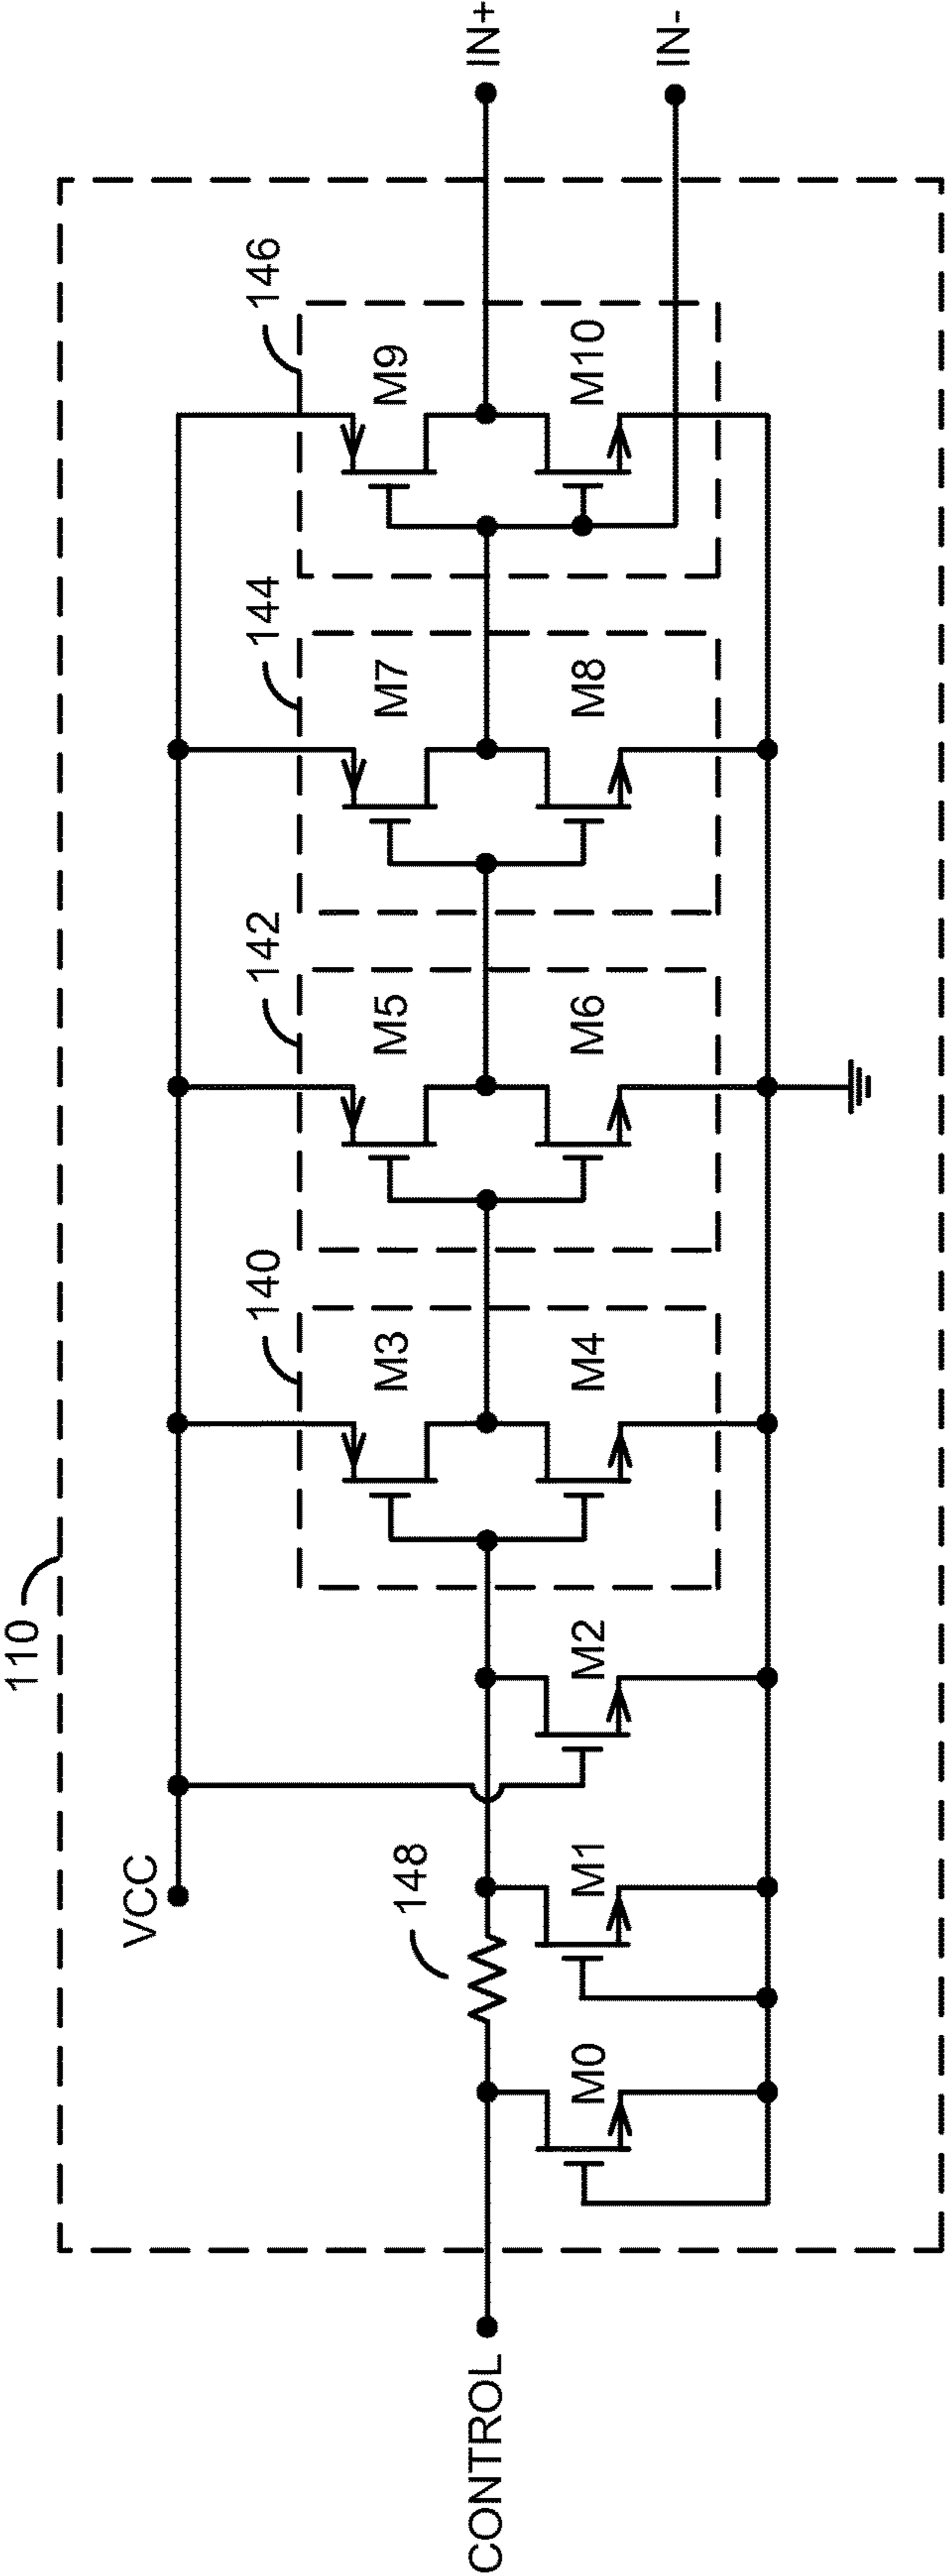 110
VCC
140
142
144
146
148
M3
M5
M7
M9
IN+
CONTROL
M0
M1
M2
M4
M6
M8
M10
IN-